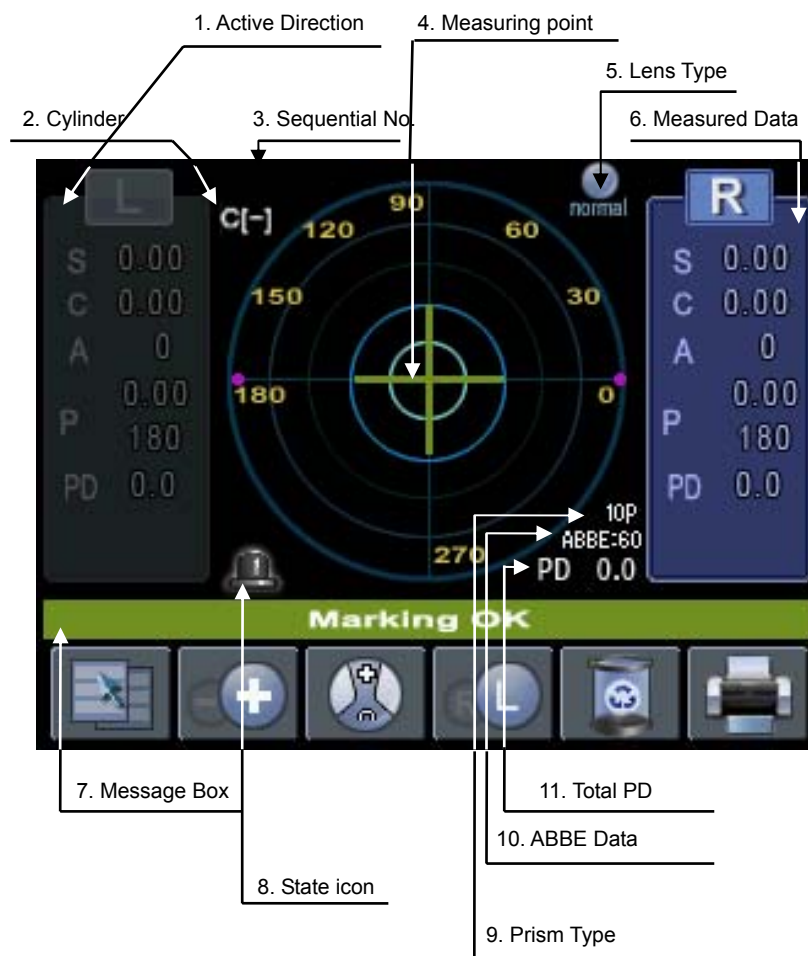 1. Active Direction
4. Measuring point
5. Lens Type
2. Cylinder
3. Sequential No.
6. Measured Data
L
S 0.00
C 0.00
A 0
P 0.00
180
PD 0.0
C[-]
90
120
60
150
30
180
0
270
normal
R
S 0.00
C 0.00
A 0
P 0.00
180
PD 0.0
10P
ABBE:60
PD 0.0
1
Marking OK
- +
+
R L
7. Message Box
11. Total PD
10. ABBE Data
8. State icon
9. Prism Type